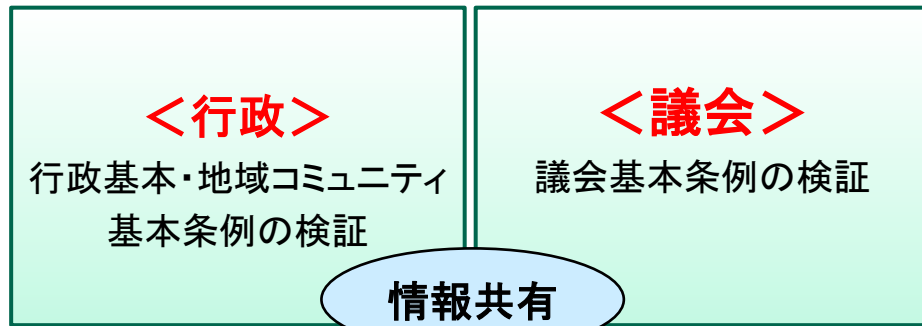 ＜行政＞
行政基本・地域コミュニティ
基本条例の検証
＜議会＞
議会基本条例の検証
情報共有